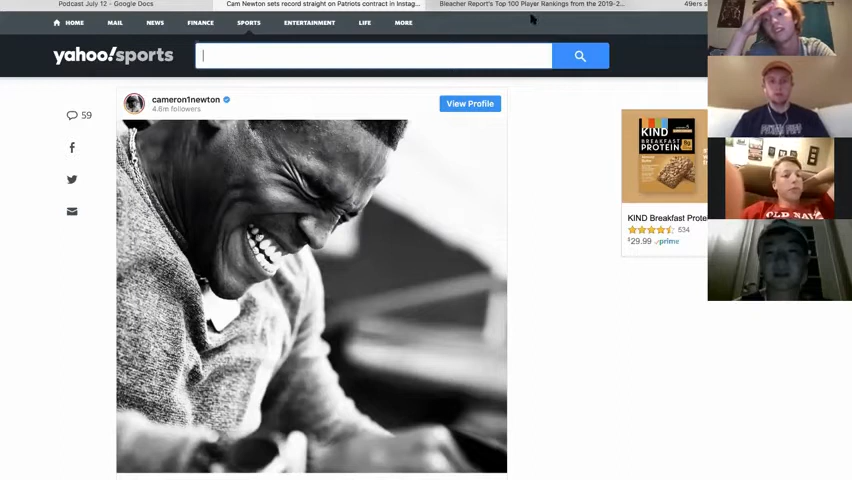 Podcast July 12 - Google Docs
Cam Newton sets record straight on Patriots contract in Instag...
Bleacher Report's Top 100 Player Rankings from the 2019-2...
49ers s
HOME MAIL NEWS FINANCE SPORTS ENTERTAINMENT LIFE MORE
yahoo!sports
cameron1newton
4.6m followers
View Profile
59
KIND
BREAKFAST
PROTEIN
KIND Breakfast Prote
534
$29.99 prime
OLD NAVY